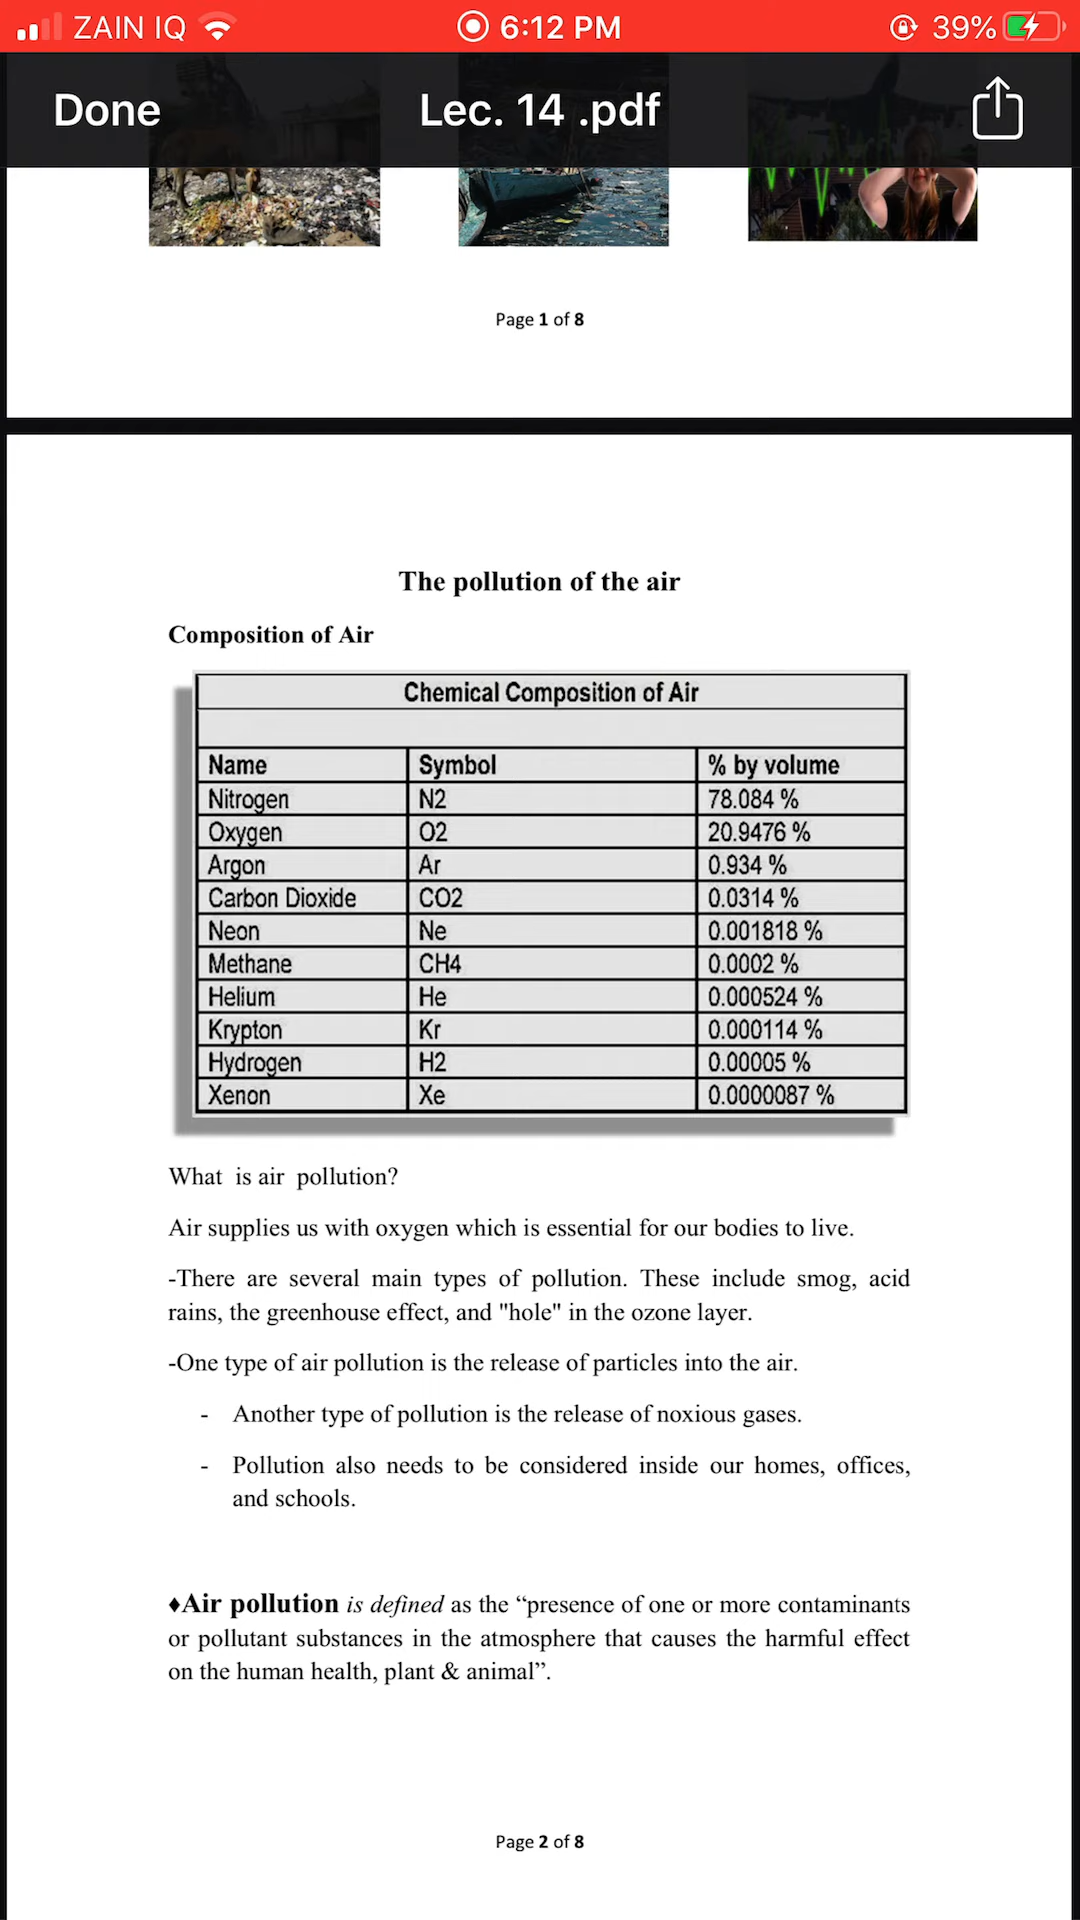 ZAIN IQ 6:12 PM 39%
Done Lec. 14 .pdf
Page 1 of 8
The pollution of the air
Composition of Air
Chemical Composition of Air
Name Symbol % by volume
Nitrogen N2 78.084 %
Oxygen O2 20.9476 %
Argon Ar 0.934 %
Carbon Dioxide CO2 0.0314 %
Neon Ne 0.001818 %
Methane CH4 0.0002 %
Helium He 0.000524 %
Krypton Kr 0.000114 %
Hydrogen H2 0.00005 %
Xenon Xe 0.0000087 %
What is air pollution?
Air supplies us with oxygen which is essential for our bodies to live.
-There are several main types of pollution. These include smog, acid
rains, the greenhouse effect, and "hole" in the ozone layer.
-One type of air pollution is the release of particles into the air.
- Another type of pollution is the release of noxious gases.
- Pollution also needs to be considered inside our homes, offices,
and schools.
♦Air pollution is defined as the “presence of one or more contaminants
or pollutant substances in the atmosphere that causes the harmful effect
on the human health, plant & animal”.
Page 2 of 8